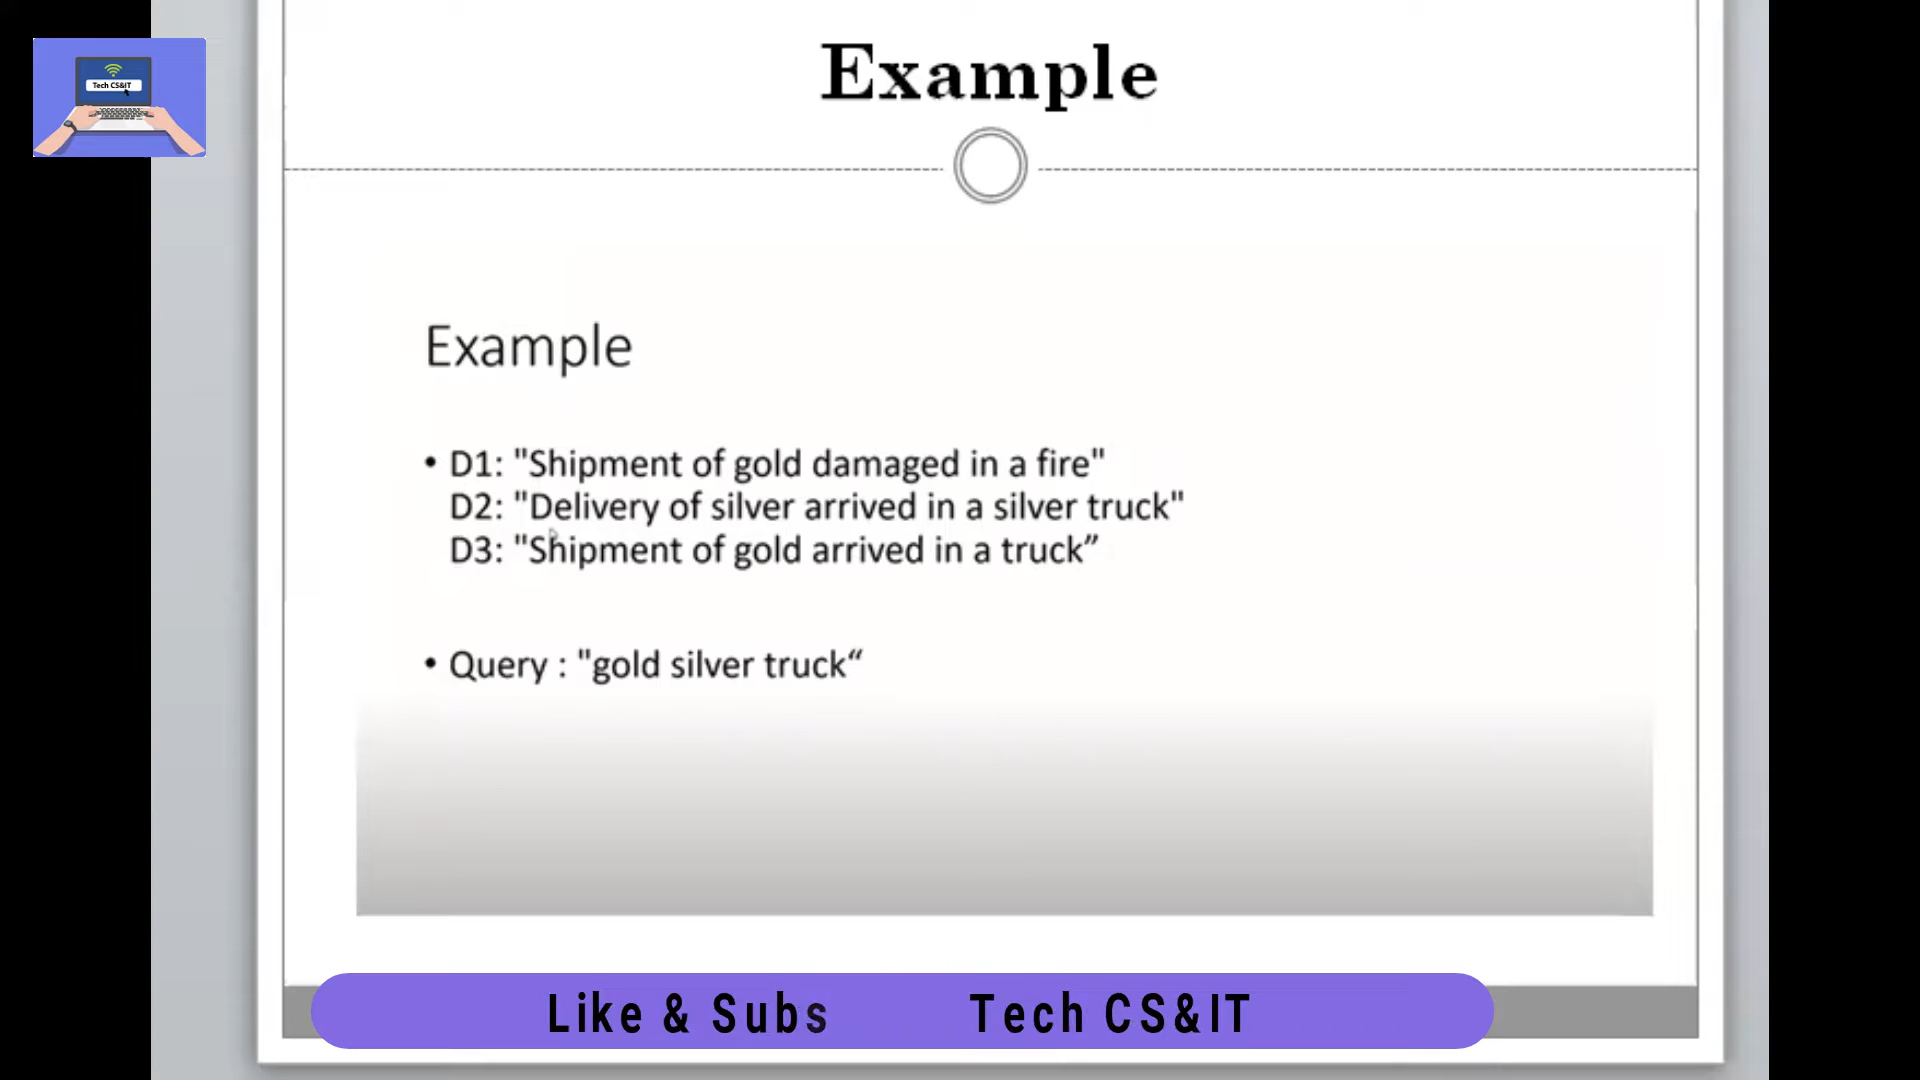 Example
Tech CS&IT
Example
• D1: "Shipment of gold damaged in a fire"
D2: "Delivery of silver arrived in a silver truck"
D3: "Shipment of gold arrived in a truck”
• Query : "gold silver truck“
Like & Subs Tech CS&IT